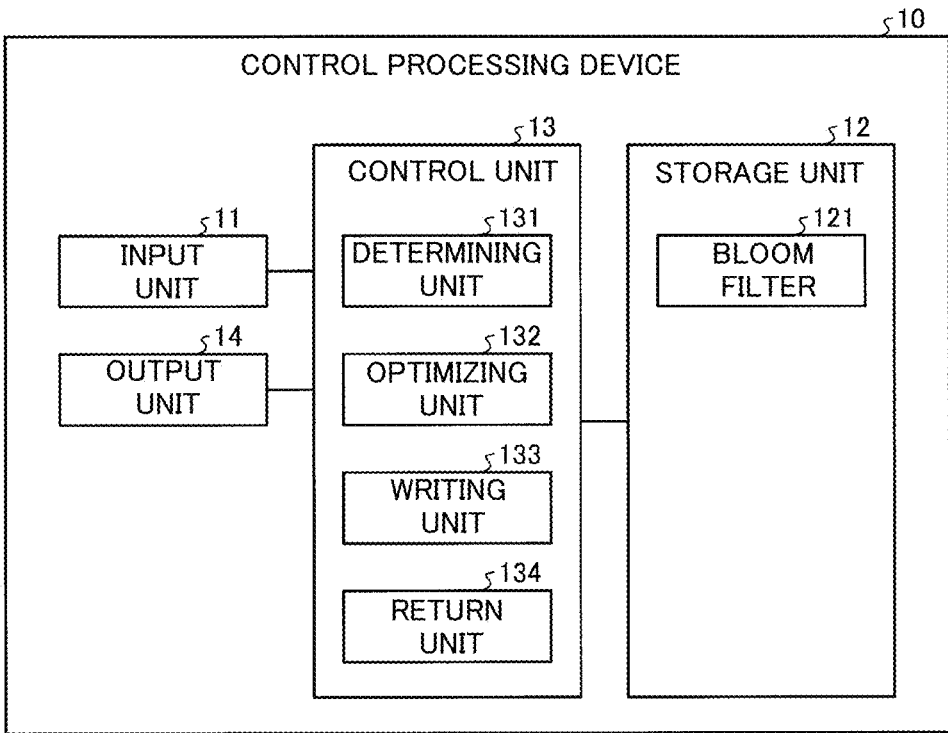 10
CONTROL PROCESSING DEVICE
11
INPUT
UNIT
14
OUTPUT
UNIT
13
CONTROL UNIT
131
DETERMINING
UNIT
132
OPTIMIZING
UNIT
133
WRITING
UNIT
134
RETURN
UNIT
12
STORAGE UNIT
121
BLOOM
FILTER